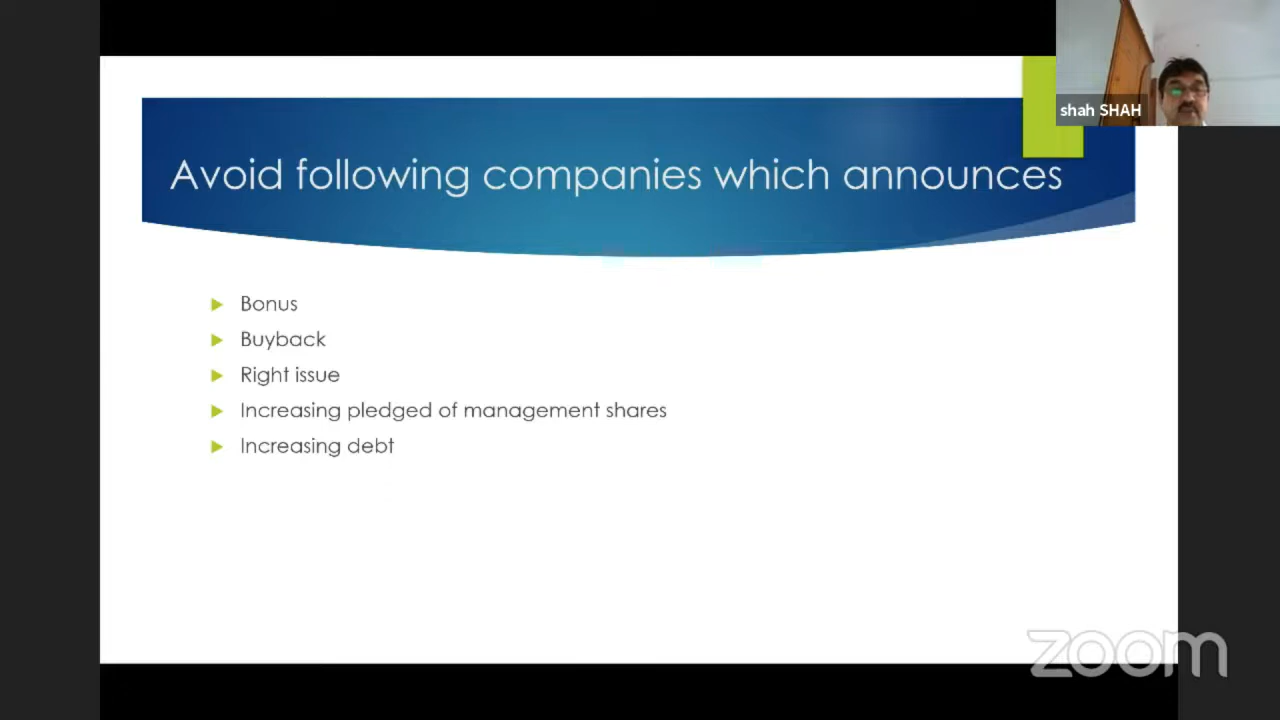 shah SHAH
Avoid following companies which announces
Bonus
Buyback
Right issue
Increasing pledged of management shares
Increasing debt
zoom